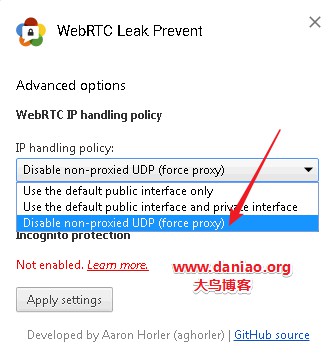 WebRTC Leak Prevent
Advanced options
WebRTC IP handling policy
IP handling policy:
Disable non-proxied UDP (force proxy)
Use the default public interface only
Use the default public interface and private interface
Disable non-proxied UDP (force proxy)
Incognito protection
Not enabled. Learn more.
www.daniao.org
大鸟博客
Apply settings
Developed by Aaron Horler (aghorler) | GitHub source